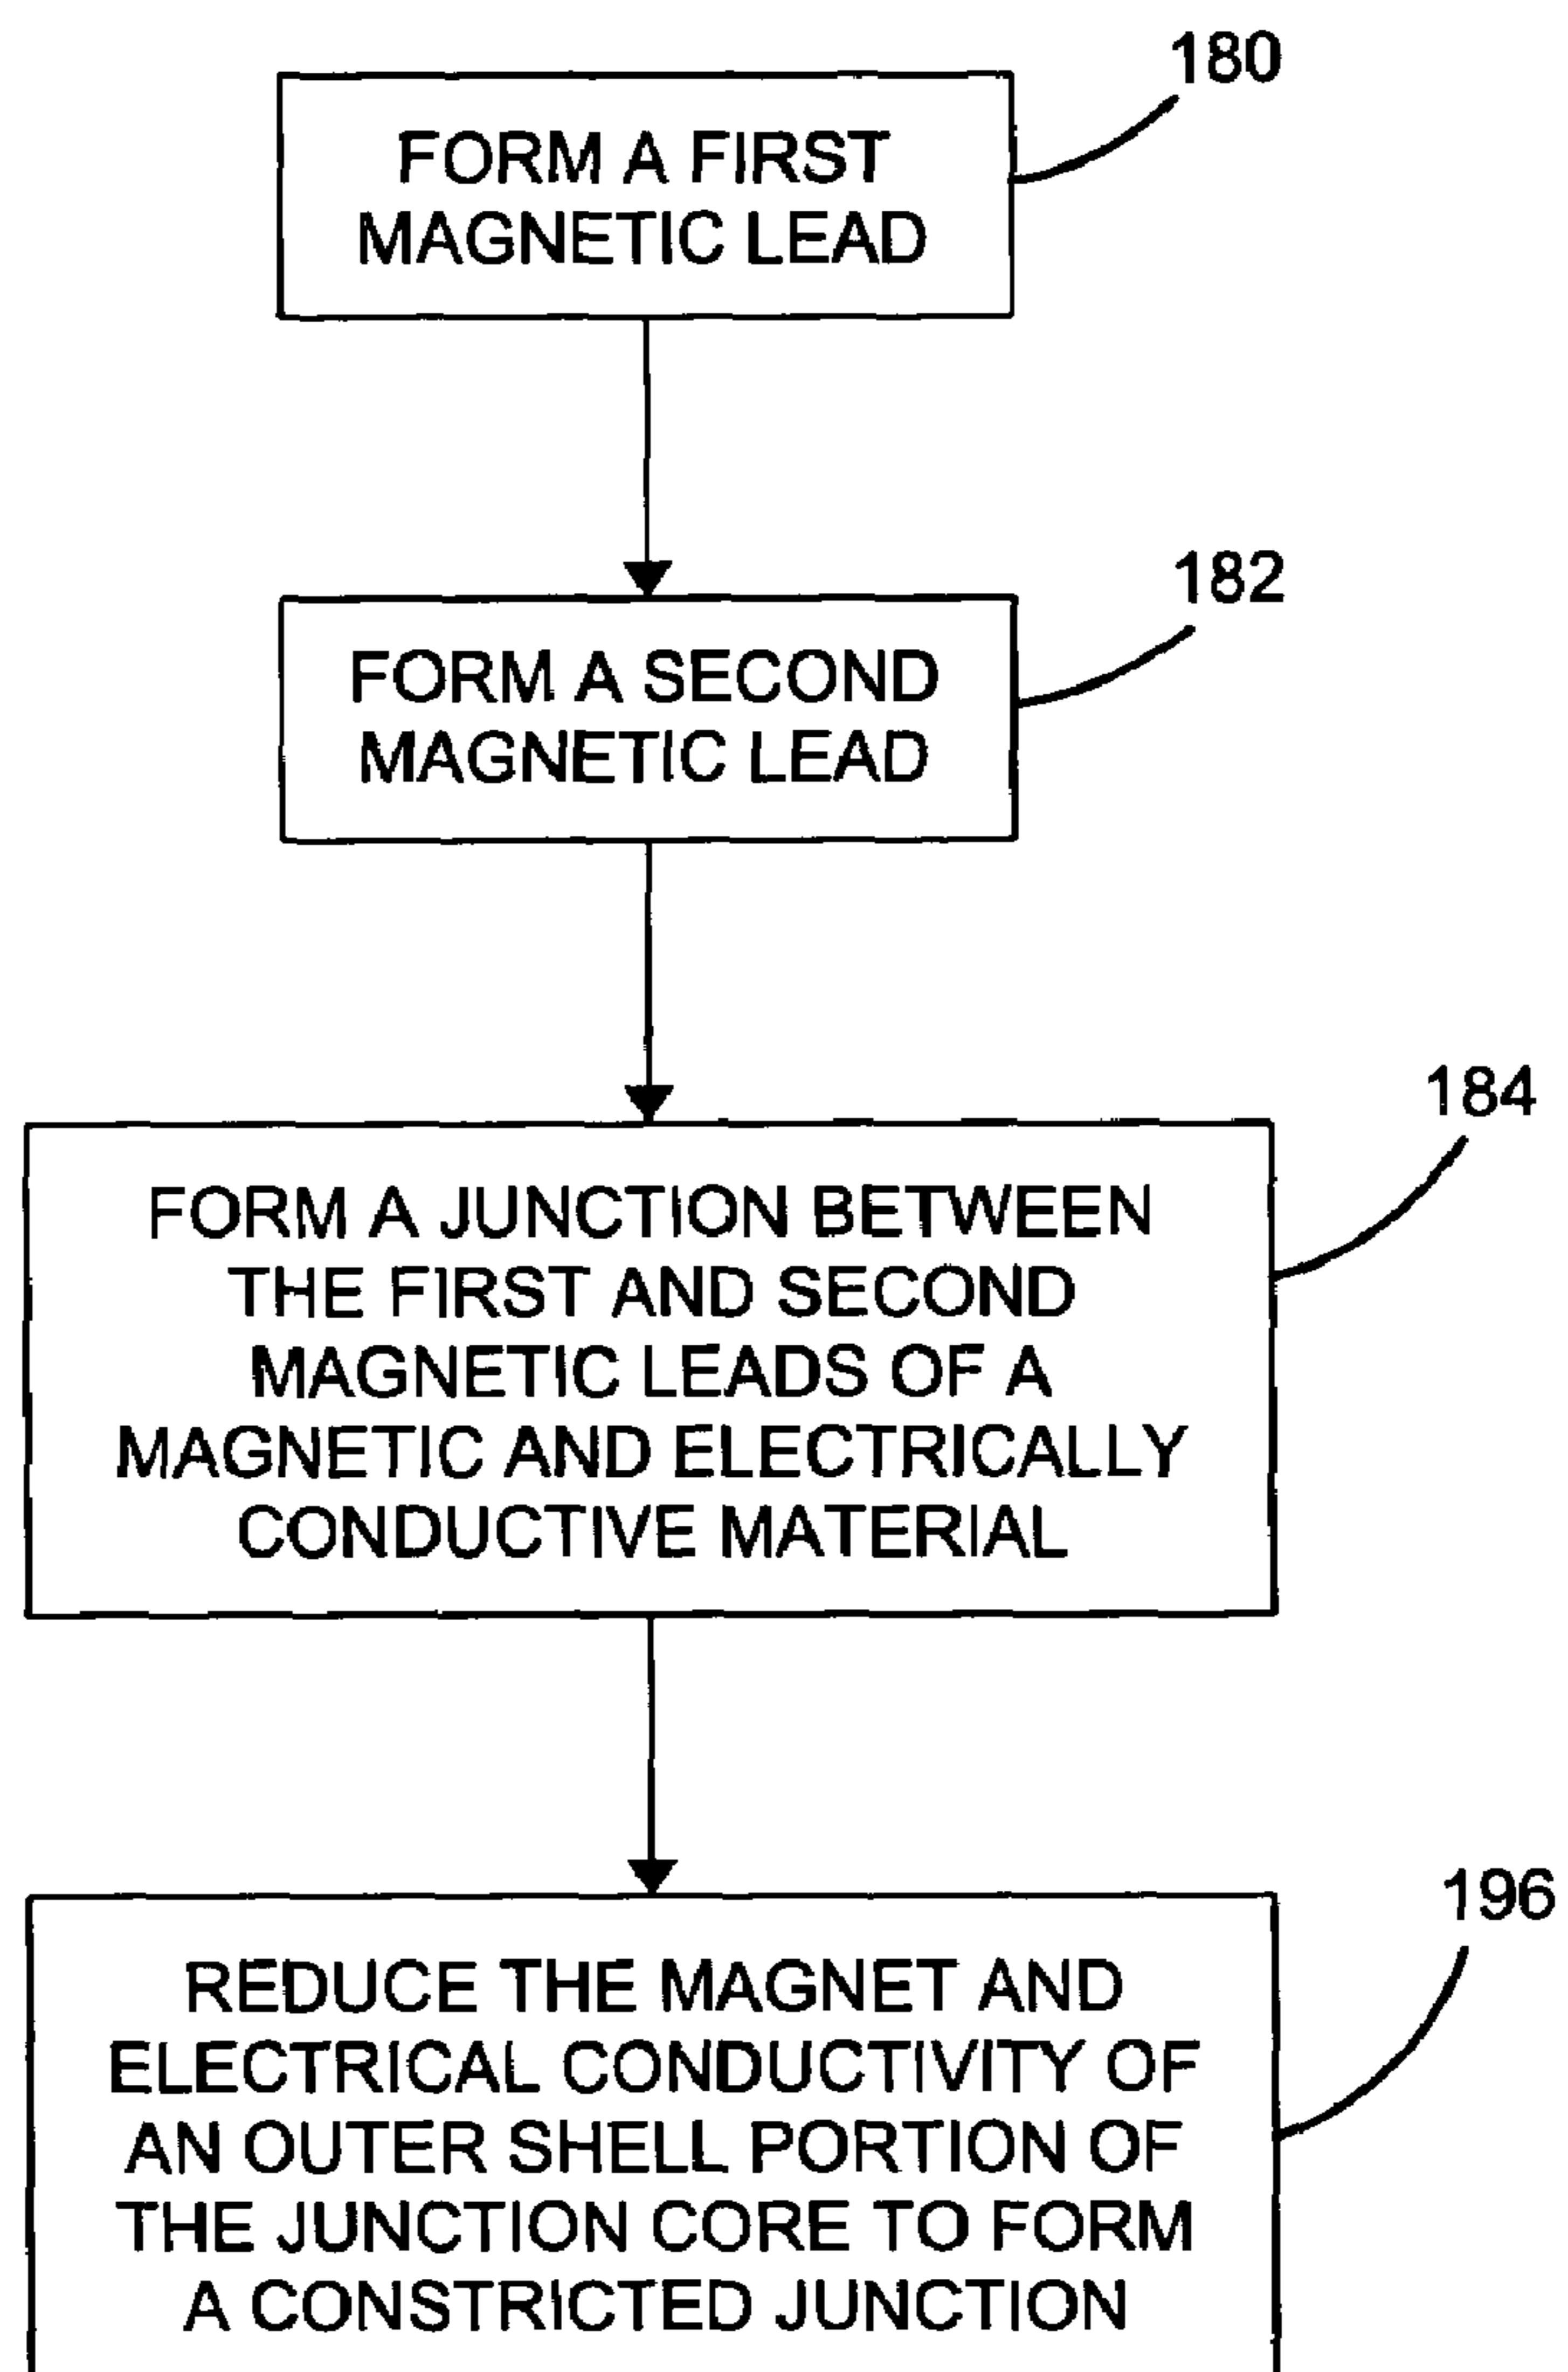 180
FORM A FIRST
MAGNETIC LEAD
182
FORM A SECOND
MAGNETIC LEAD
184
FORM A JUNCTION BETWEEN
THE FIRST AND SECOND
MAGNETIC LEADS OF A
MAGNETIC AND ELECTRICALLY
CONDUCTIVE MATERIAL
196
REDUCE THE MAGNET AND
ELECTRICAL CONDUCTIVITY OF
AN OUTER SHELL PORTION OF
THE JUNCTION CORE TO FORM
A CONSTRICTED JUNCTION